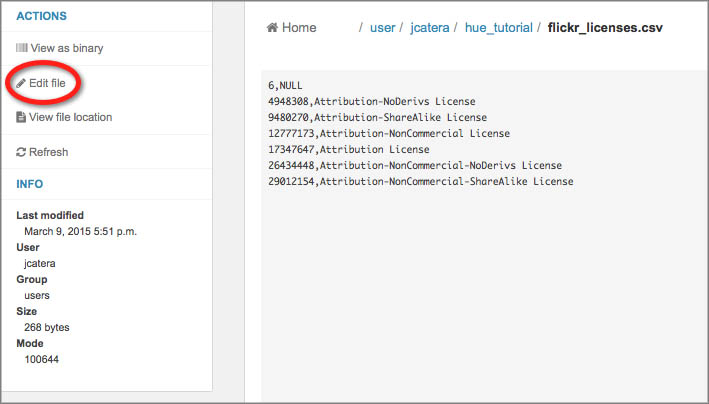 ACTIONS
View as binary
Edit file
View file location
Refresh
INFO
Last modified
March 9, 2015 5:51 p.m.
User
jcatera
Group
users
Size
268 bytes
Mode
100644
Home / user / jcatera / hue_tutorial / flickr_licenses.csv
6,NULL
4948308,Attribution-NoDerivs License
9480270,Attribution-ShareAlike License
12777173,Attribution-NonCommercial License
17347647,Attribution License
26434448,Attribution-NonCommercial-NoDerivs License
29012154,Attribution-NonCommercial-ShareAlike License